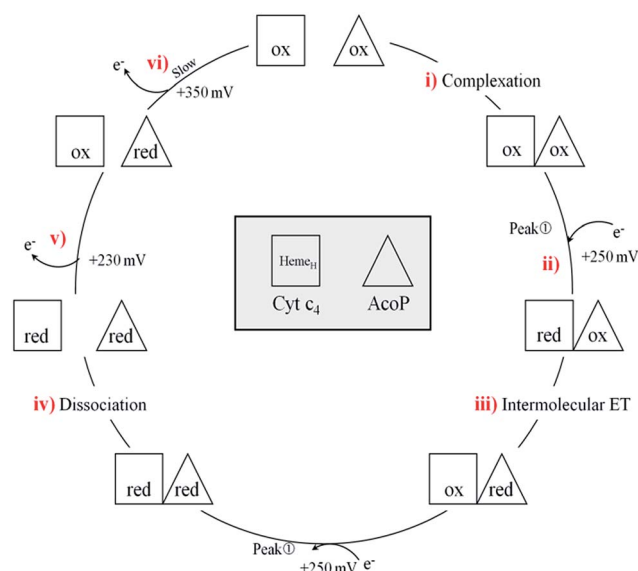 ox
ox
i) Complexation
ox
ox
Peak①
e-
+250 mV
ii)
red
ox
iii) Intermolecular ET
ox
red
Peak①
+250 mV
e-
red
red
iv) Dissociation
red
red
v)
e-
+230 mV
ox
red
vi)
Slow
e-
+350 mV
HemeH
Cyt c4
AcoP